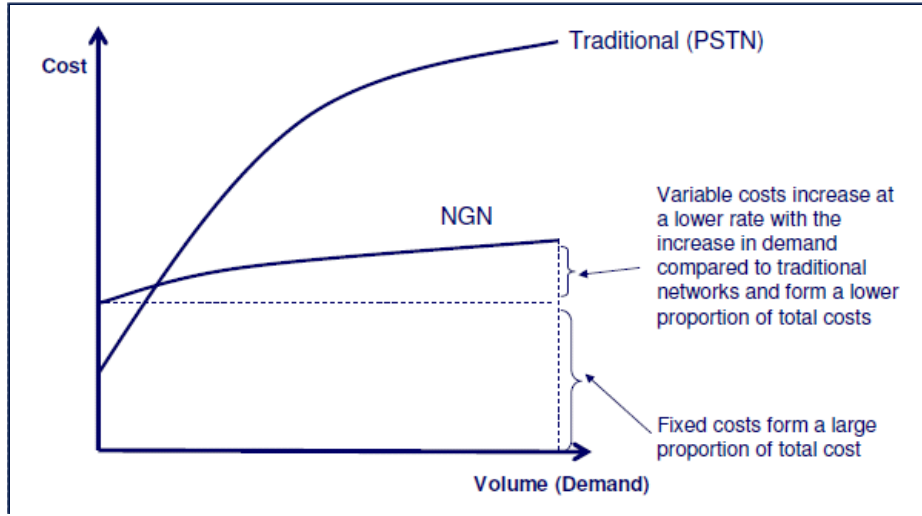 Traditional (PSTN)
Cost
NGN
Variable costs increase at
a lower rate with the
increase in demand
compared to traditional
networks and form a lower
proportion of total costs
Fixed costs form a large
proportion of total cost
Volume (Demand)